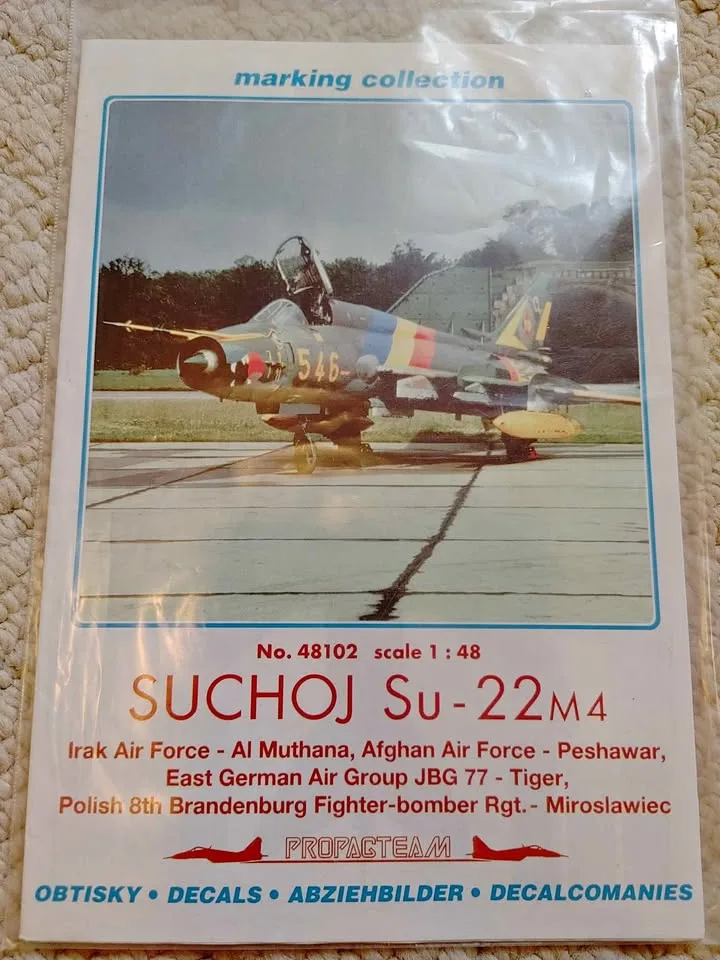 marking collection
546
No. 48102 scale 1 : 48
SUCHOJ Su - 22M4
Irak Air Force - Al Muthana, Afghan Air Force - Peshawar,
East German Air Group JBG 77 - Tiger,
Polish 8th Brandenburg Fighter-bomber Rgt.- Miroslawiec
PROPAGTEAM
OBTISKY • DECALS • ABZIEHBILDER • DECALCOMANIES